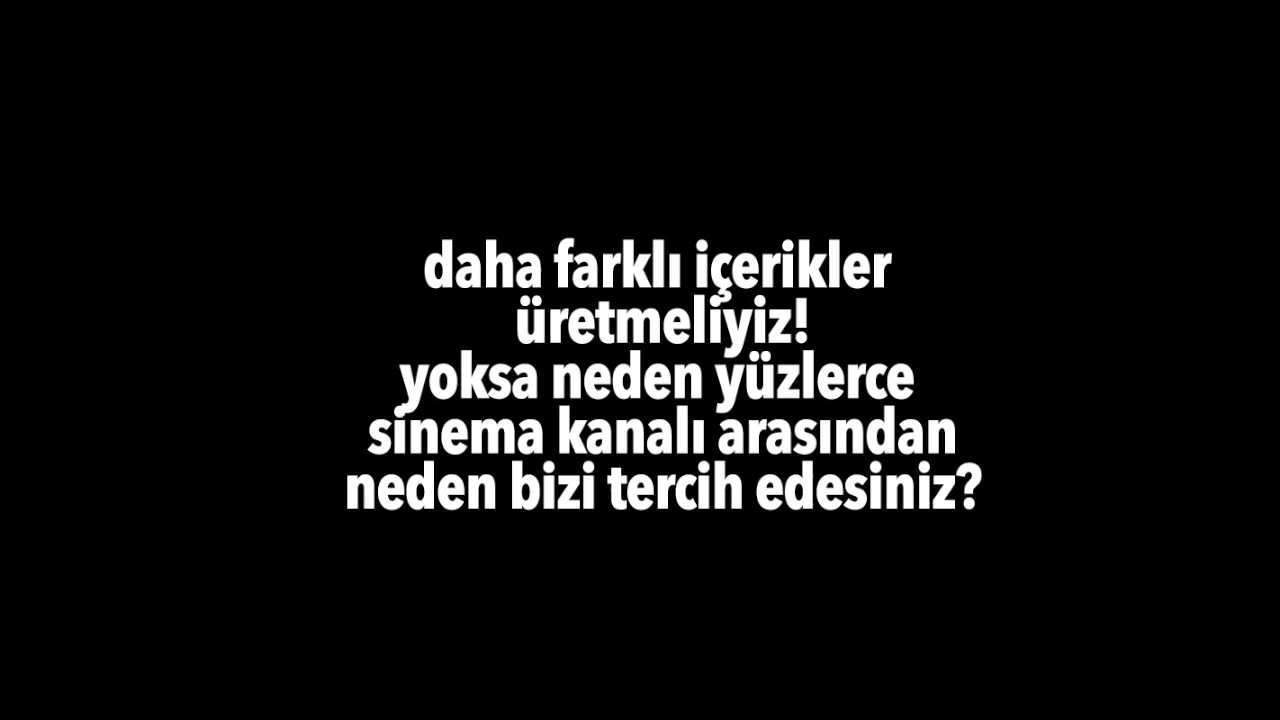 daha farklı içerikler
üretmeliyiz!
yoksa neden yüzlerce
sinema kanalı arasından
neden bizi tercih edesiniz?